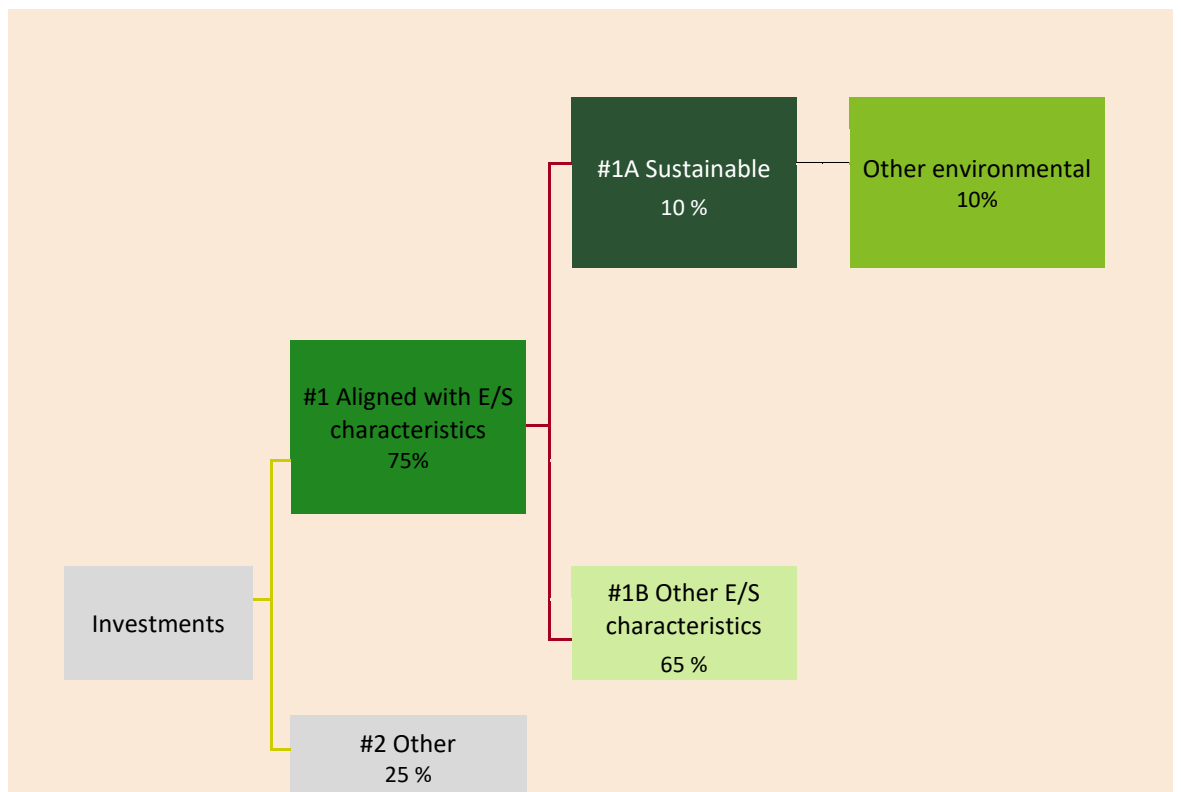 #1A Sustainable
10 %
Other environmental
10%
#1 Aligned with E/S
characteristics
75%
#1B Other E/S
characteristics
65 %
Investments
#2 Other
25 %